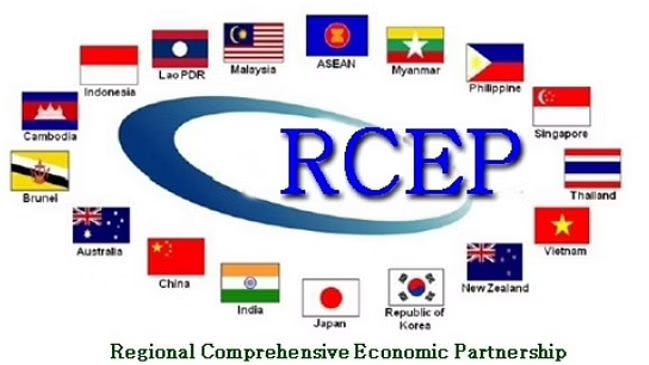 ASEAN
Malaysia
Myanmar
Lao PDR
Philippine
Indonesia
Singapore
Cambodia
RCEP
Brunei
Thailand
Australia
Vietnam
China
New Zealand
India
Japan
Republic of
Korea
Regional Comprehensive Economic Partnership